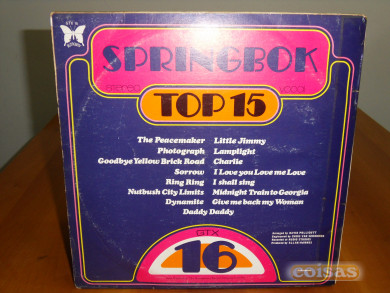 SPRINGBOK
TOP 15
The Peacemaker Little Jimmy
Photograph Lamplight
Goodbye Yellow Brick Road Charlie
Sorrow I Love you Love me Love
Ring Ring I shall sing
Nutbush City Limits Midnight Train to Georgia
Dynamite Give me back my Woman
Daddy Daddy
GTX
16
coisas